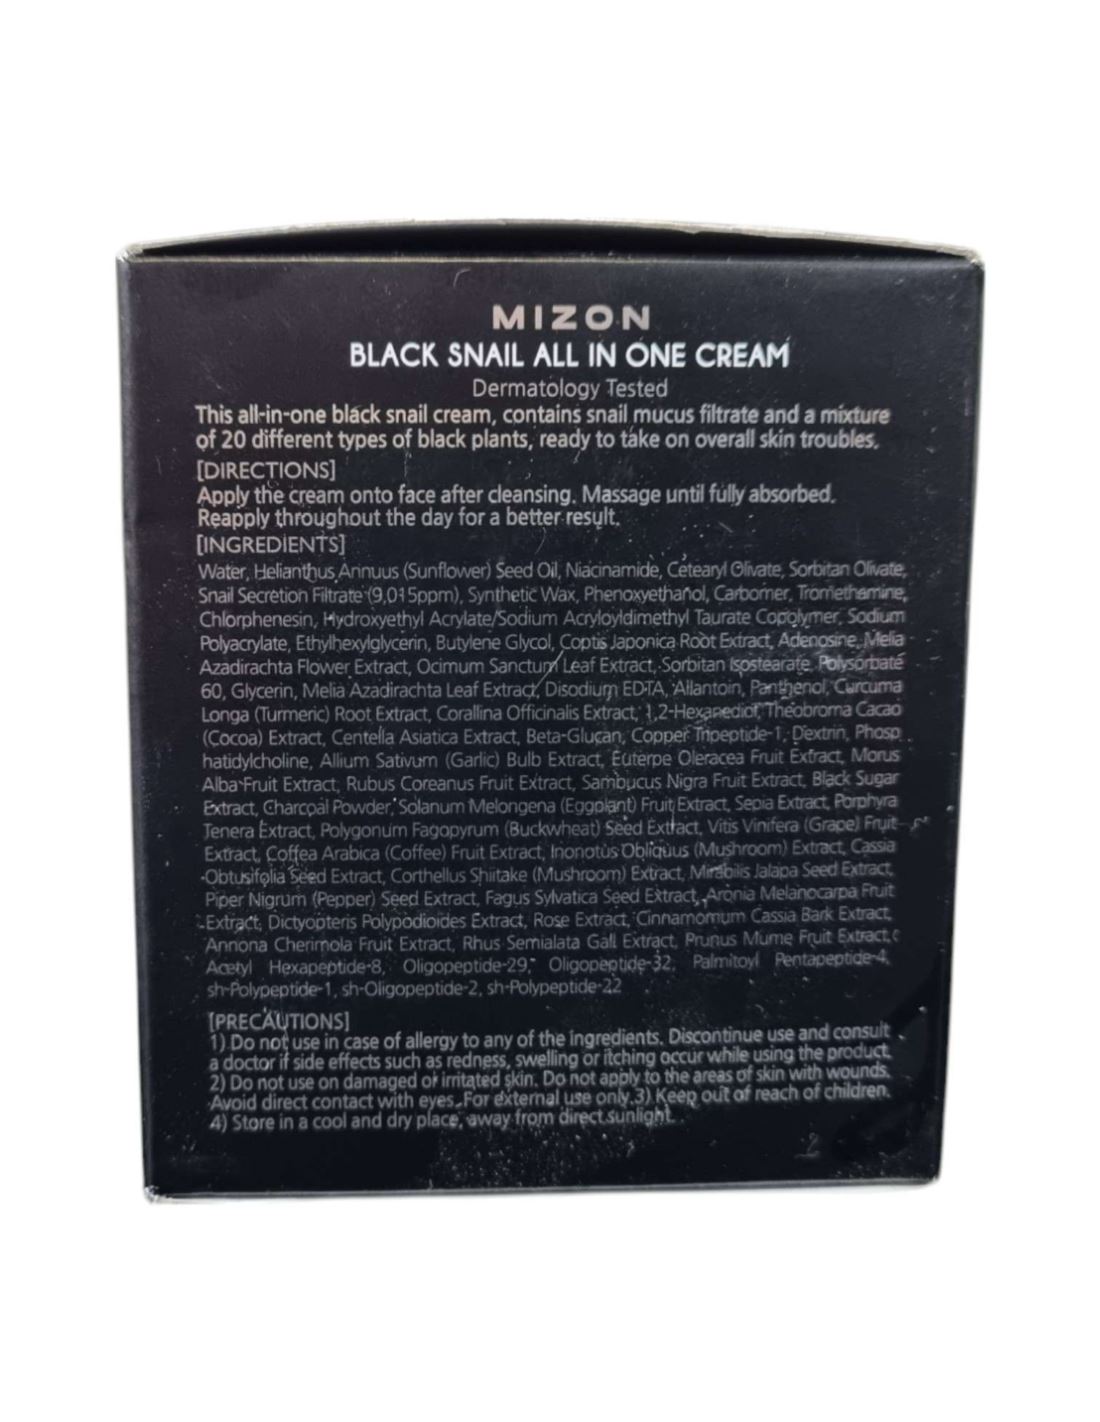 MIZON
BLACK SNAIL ALL IN ONE CREAM
Dermatology Tested
This all-in-one black snail cream, contains snail mucus filtrate and a mixture
of 20 different types of black plants, ready to take on overall skin troubles.
[DIRECTIONS]
Apply the cream onto face after cleansing. Massage until fully absorbed.
Reapply throughout the day for a better result.
[INGREDIENTS]
Water, Helianthus Annuus (Sunflower) Seed Oil, Niacinamide, Cetearyl Olivate, Sorbitan Olivate,
Snail Secretion Filtrate (9,015ppm), Synthetic Wax, Phenoxyethanol, Carbomer, Tromethamine,
Chlorphenesin, Hydroxyethyl Acrylate/Sodium Acryloyldimethyl Taurate Copolymer, Sodium
Polyacrylate, Ethylhexylglycerin, Butylene Glycol, Coptis Japonica Root Extract, Adenosine, Melia
Azadirachta Flower Extract, Ocimum Sanctum Leaf Extract, Sorbitan Isostearate, Polysorbate
60, Glycerin, Melia Azadirachta Leaf Extract, Disodium EDTA, Allantoin, Panthenol, Curcuma
Longa (Turmeric) Root Extract, Corallina Officinalis Extract, 1,2-Hexanediol, Theobroma Cacao
(Cocoa) Extract, Centella Asiatica Extract, Beta-Glucan, Copper Tripeptide-1, Dextrin, Phosp
hatidylcholine, Allium Sativum (Garlic) Bulb Extract, Euterpe Oleracea Fruit Extract, Morus
Alba Fruit Extract, Rubus Coreanus Fruit Extract, Sambucus Nigra Fruit Extract, Black Sugar
Extract, Charcoal Powder, Solanum Melongena (Eggplant) Fruit Extract, Sepia Extract, Porphyra
Tenera Extract, Polygonum Fagopyrum (Buckwheat) Seed Extract, Vitis Vinifera (Grape) Fruit
Extract, Coffea Arabica (Coffee) Fruit Extract, Inonotus Obliquus (Mushroom) Extract, Cassia
Obtusifolia Seed Extract, Corthellus Shiitake (Mushroom) Extract, Mirabilis Jalapa Seed Extract,
Piper Nigrum (Pepper) Seed Extract, Fagus Sylvatica Seed Extract, Aronia Melanocarpa Fruit
Extract, Dictyopteris Polypodioides Extract, Rose Extract, Cinnamomum Cassia Bark Extract,
Annona Cherimola Fruit Extract, Rhus Semialata Gall Extract, Prunus Mume Fruit Extract,
Acetyl Hexapeptide-8, Oligopeptide-29, Oligopeptide-32, Palmitoyl Pentapeptide-4,
sh-Polypeptide-1, sh-Oligopeptide-2, sh-Polypeptide-22
[PRECAUTIONS]
1) Do not use in case of allergy to any of the ingredients. Discontinue use and consult
a doctor if side effects such as redness, swelling or itching occur while using the product.
2) Do not use on damaged or irritated skin. Do not apply to the areas of skin with wounds.
Avoid direct contact with eyes. For external use only. 3) Keep out of reach of children.
4) Store in a cool and dry place, away from direct sunlight.
2